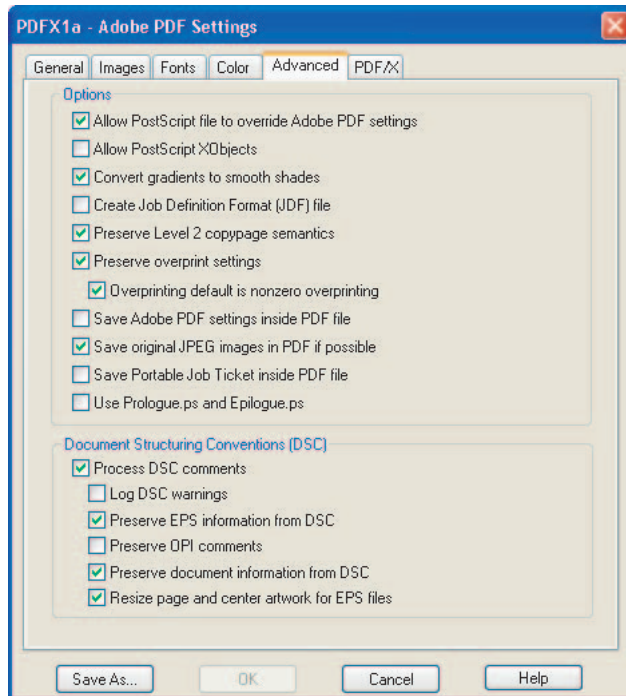 PDFX1a - Adobe PDF Settings
General Images Fonts Color Advanced PDF/X
Options
Allow PostScript file to override Adobe PDF settings
Allow PostScript XObjects
Convert gradients to smooth shades
Create Job Definition Format (JDF) file
Preserve Level 2 copypage semantics
Preserve overprint settings
Overprinting default is nonzero overprinting
Save Adobe PDF settings inside PDF file
Save original JPEG images in PDF if possible
Save Portable Job Ticket inside PDF file
Use Prologue.ps and Epilogue.ps
Document Structuring Conventions (DSC)
Process DSC comments
Log DSC warnings
Preserve EPS information from DSC
Preserve OPI comments
Preserve document information from DSC
Resize page and center artwork for EPS files
Save As... OK Cancel Help